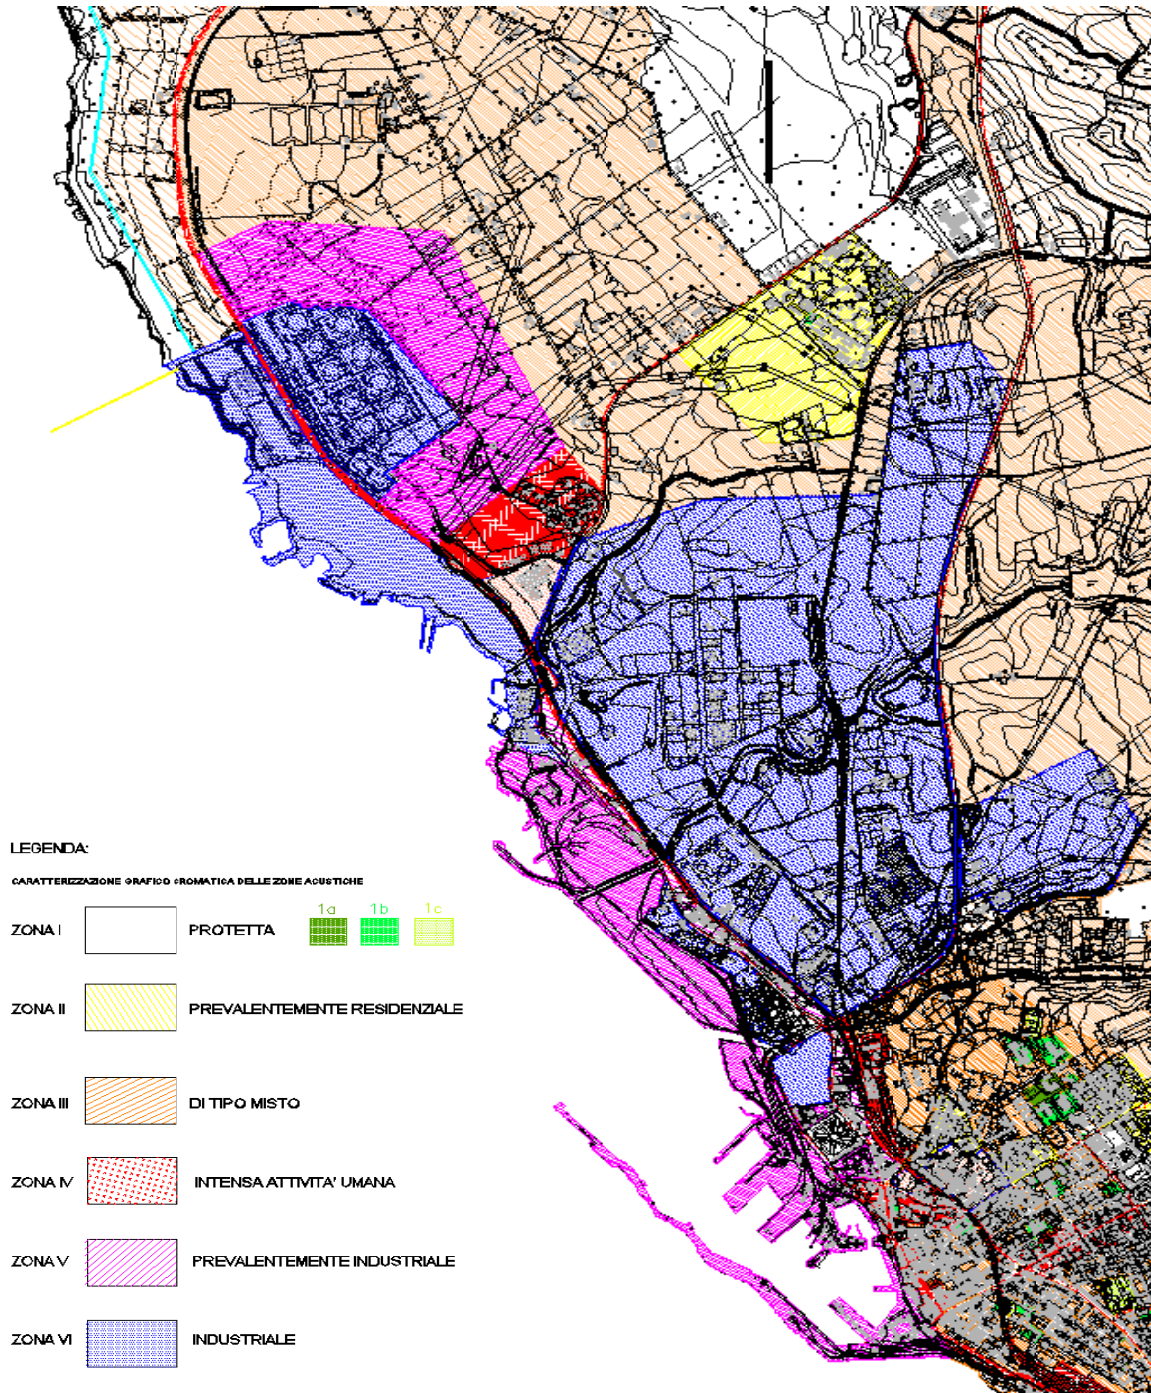 LEGENDA:
CARATTERIZZAZIONE GRAFICO CROMATICA DELLE ZONE ACUSTICHE
1a 1b 1c
ZONA I PROTETTA
ZONA II PREVALENTEMENTE RESIDENZIALE
ZONA III DI TIPO MISTO
ZONA IV INTENSA ATTIVITA' UMANA
ZONA V PREVALENTEMENTE INDUSTRIALE
ZONA VI INDUSTRIALE